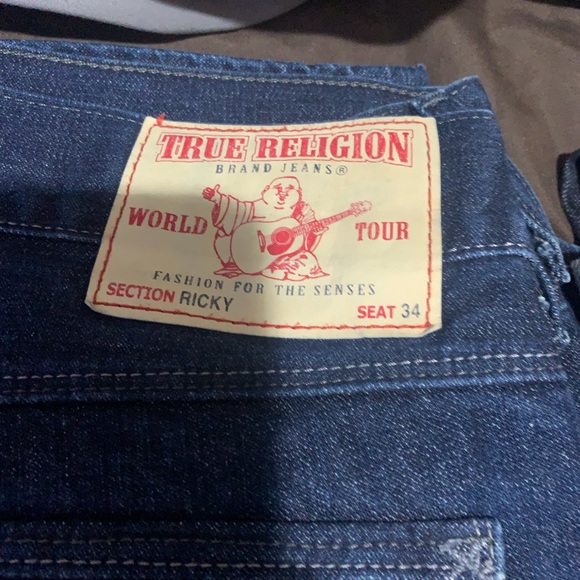 TRUE RELIGION
BRAND JEANS®
WORLD TOUR
FASHION FOR THE SENSES
SECTION RICKY
SEAT 34